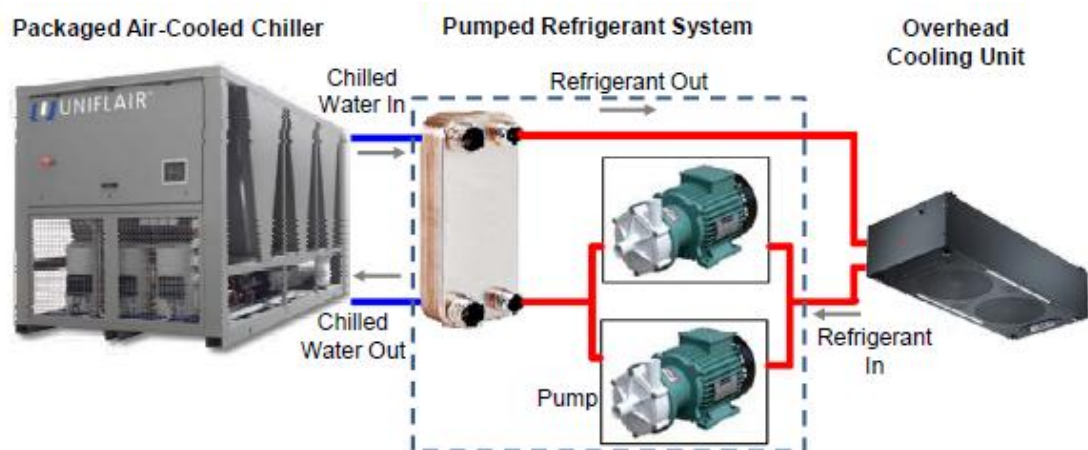 Packaged Air-Cooled Chiller
Pumped Refrigerant System
Overhead
Cooling Unit
UNIFLAIR™
Chilled
Water In
Refrigerant Out
Chilled
Water Out
Pump
Refrigerant
In